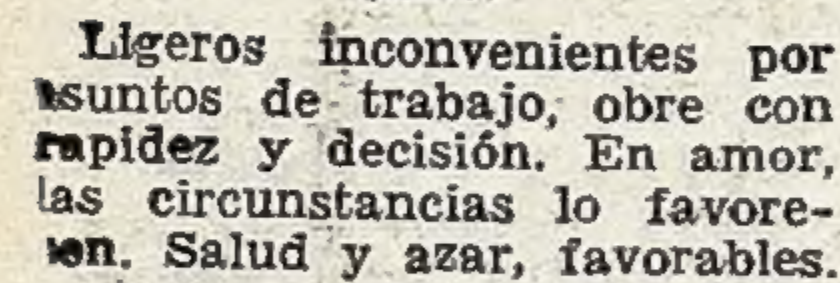 Ligeros inconvenientes por
asuntos de trabajo, obre con
rapidez y decisión. En amor,
las circunstancias lo favore-
cen. Salud y azar, favorables.